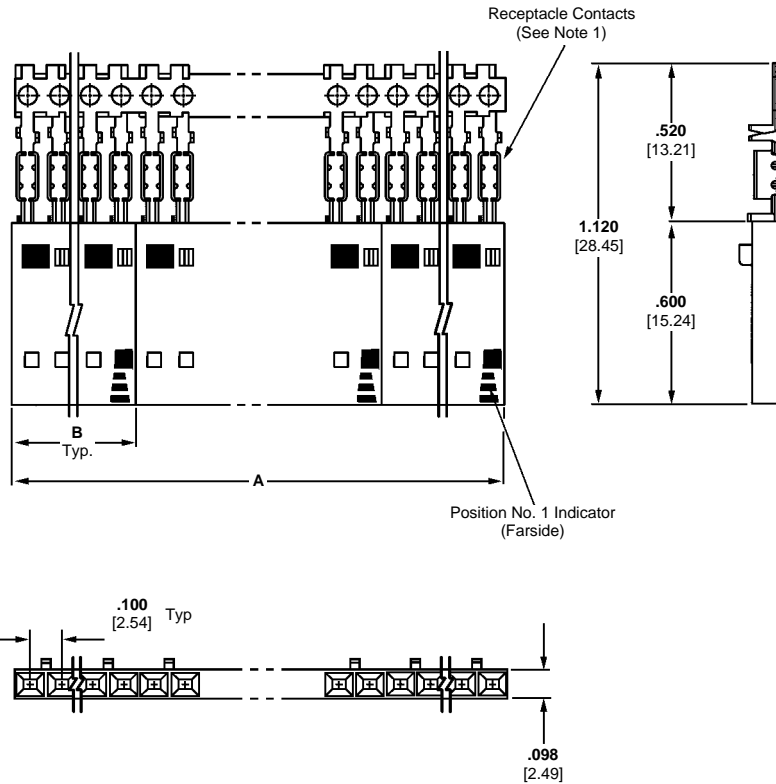 Receptacle Contacts
(See Note 1)
.520
[13.21]
1.120
[28.45]
.600
[15.24]
B
Typ.
A
Position No. 1 Indicator
(Farside)
.100
[2.54]
Typ
.098
[2.49]